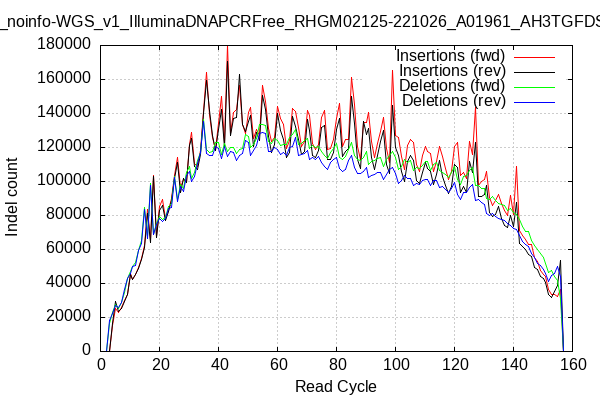 _noinfo-WGS_v1_IlluminaDNAPCRFree_RHGM02125-221026_A01961_AH3TGFDS
180000
160000
140000
120000
100000
80000
60000
40000
20000
0
Indel count
Insertions (fwd)
Insertions (rev)
Deletions (fwd)
Deletions (rev)
0 20 40 60 80 100 120 140 160
Read Cycle